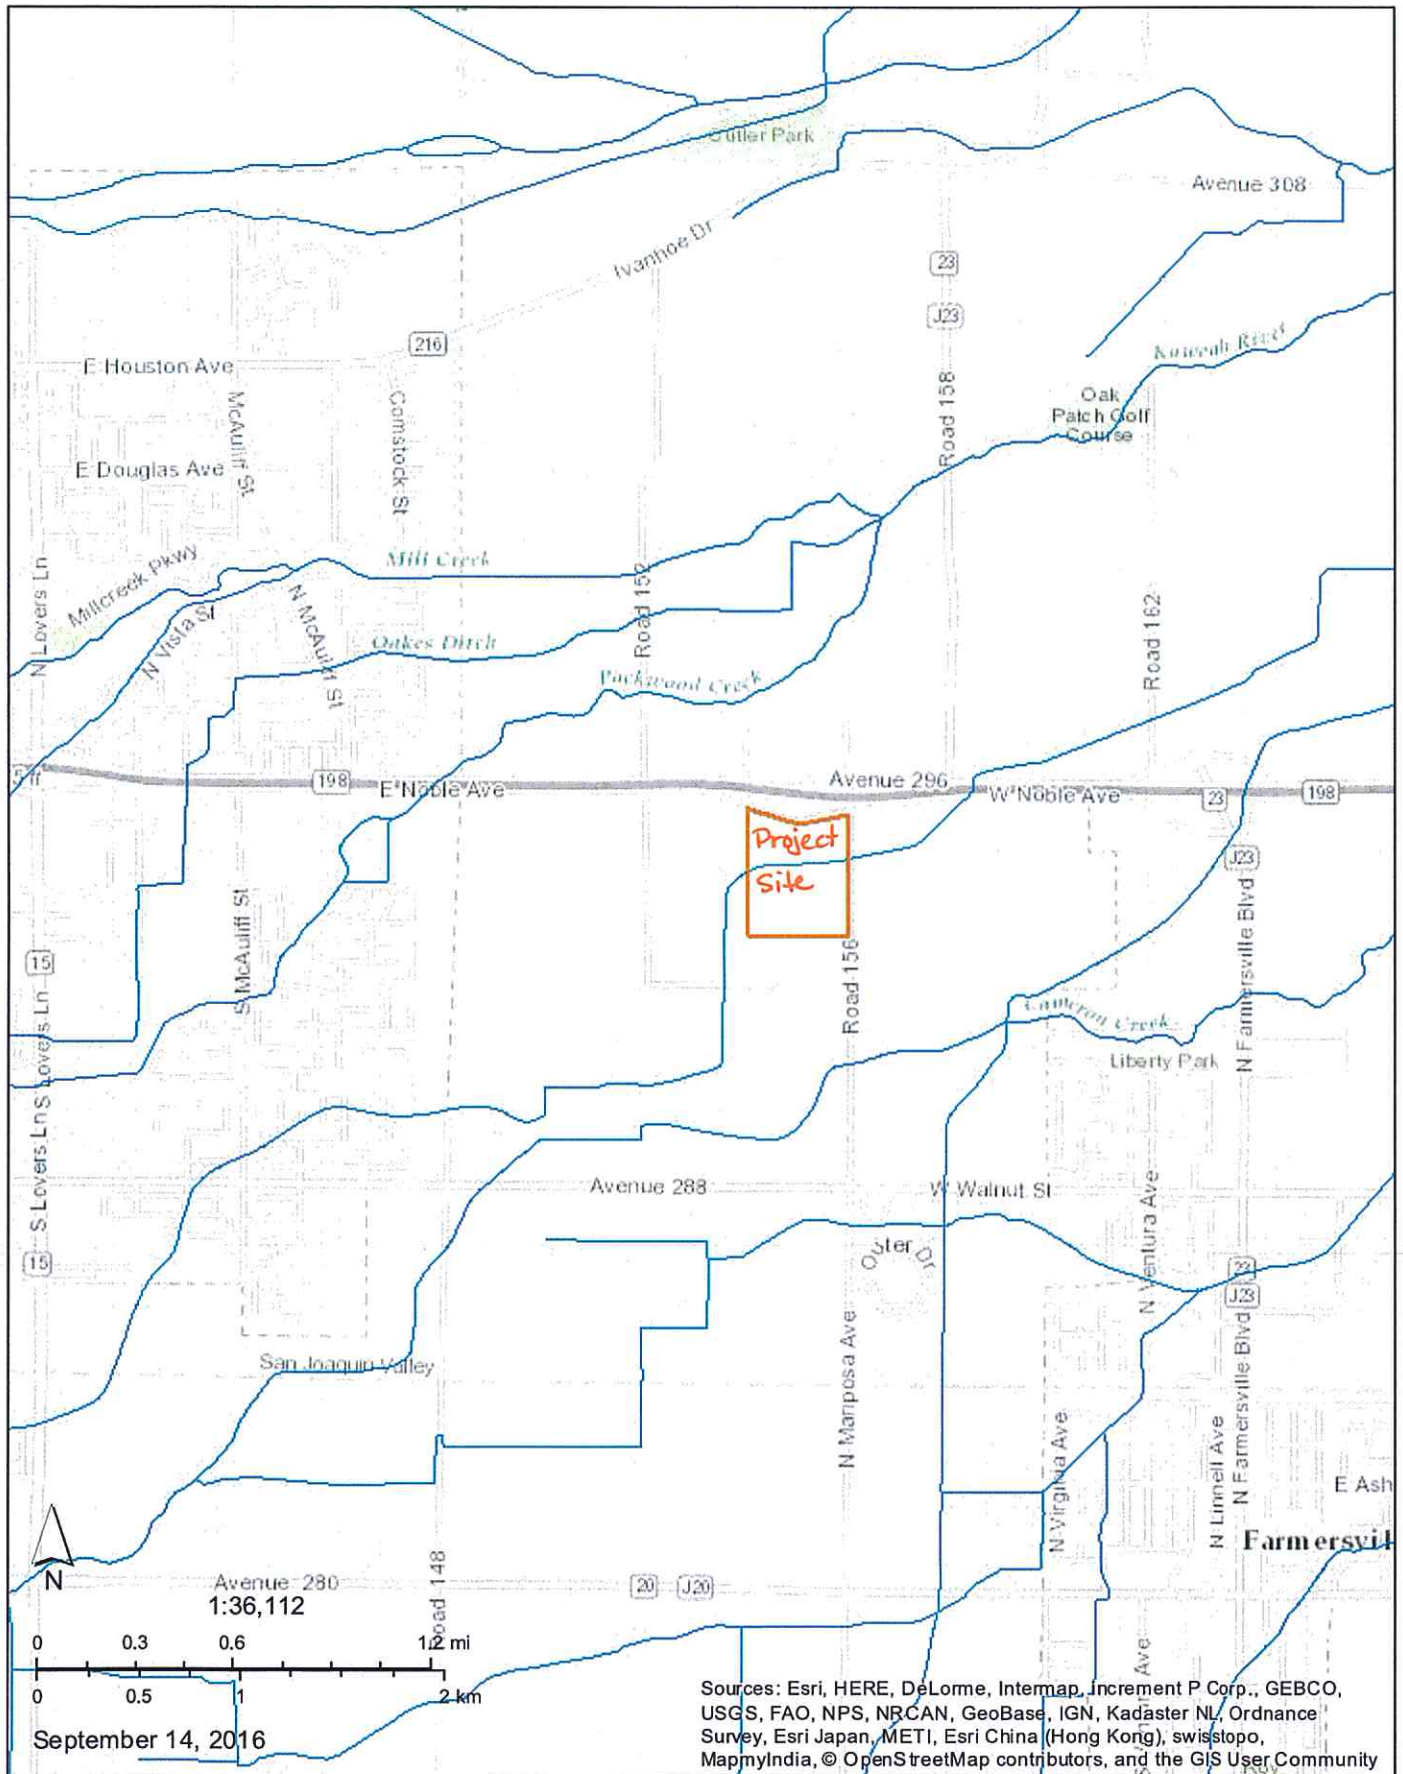 Cutler Park
Avenue 308
Ivanhoe Dr
23
J23
216
Kaweah River
E Houston Ave
Oak
Patch Golf
Course
McAuliff St
Comstock St
Road 158
E Douglas Ave
Mill Creek
Millcreek Pkwy
N Lovers Ln
N Vista St
N McAuliff St
Oakes Ditch
Road 152
Packwood Creek
Road 162
198
E Noble Ave
Avenue 296
W Noble Ave
23
198
Project
Site
J23
S McAuliff St
N Farmersville Blvd
15
Road 156
S Lovers Ln
Cameron Creek
Liberty Park
S Lovers Ln
Avenue 288
W Walnut St
N Ventura Ave
Outer Dr
15
23
J23
San Joaquin Valley
N Mariposa Ave
N Virginia Ave
N Linnell Ave
N Farmersville Blvd
E Ash
Farmersvil
N
Avenue 280
20
J20
1:36,112
Road 148
0 0.3 0.6 1.2 mi
0 0.5 1 2 km
September 14, 2016
Sources: Esri, HERE, DeLorme, Intermap, increment P Corp., GEBCO,
USGS, FAO, NPS, NRCAN, GeoBase, IGN, Kadaster NL, Ordnance
Survey, Esri Japan, METI, Esri China (Hong Kong), swisstopo,
MapmyIndia, © OpenStreetMap contributors, and the GIS User Community